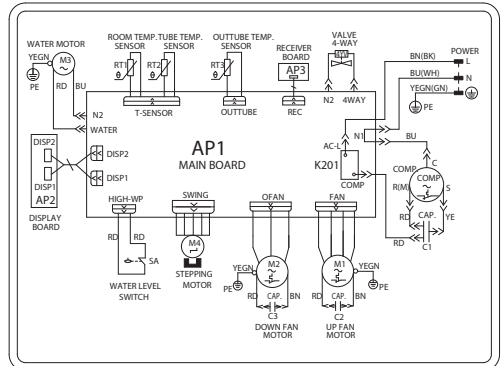 ROOM TEMP. TUBE TEMP.
SENSOR SENSOR
OUTTUBE TEMP.
SENSOR
VALVE
4-WAY
4YV
RECEIVER
BOARD
AP3
WATER MOTOR
M3
YEGN
PE
RD BU
RT1 RT2 RT3
θ θ θ
BN(BK)
POWER
L
BU(WH)
N
YEGN(GN)
PE
T-SENSOR OUTTUBE REC N2 4WAY
N2
WATER
AP1
MAIN BOARD
AC-L
N1
BU
K201
COMP
DISP2
DISP1
AP2
DISPLAY
BOARD
DISP2
DISP1
C
COMP.
COMP
R(M) S
RD CAP. YE
C1
RD
HIGH-WP SWING OFAN FAN
RD RD
SA
WATER LEVEL
SWITCH
M4
STEPPING
MOTOR
YEGN
PE
M2
RD CAP. BN
C3
DOWN FAN
MOTOR
M1
YEGN
PE
RD CAP. BN
C2
UP FAN
MOTOR